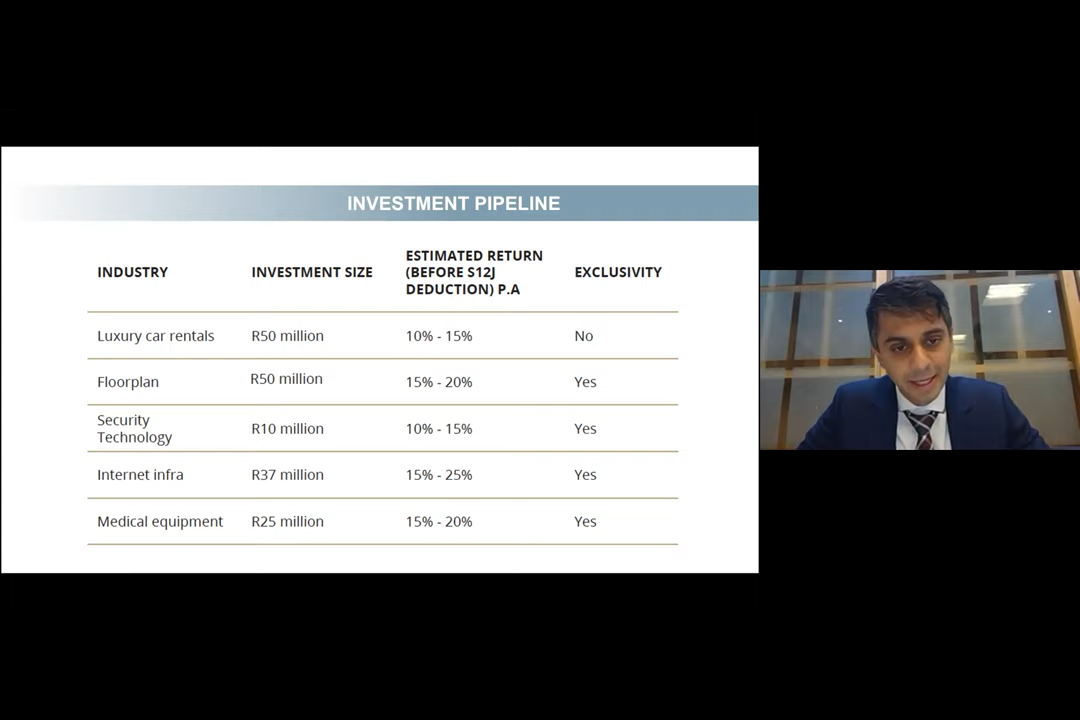 INVESTMENT PIPELINE
INDUSTRY
INVESTMENT SIZE
ESTIMATED RETURN
(BEFORE S12J
DEDUCTION) P.A
EXCLUSIVITY
Luxury car rentals
R50 million
10% - 15%
No
Floorplan
R50 million
15% - 20%
Yes
Security
Technology
R10 million
10% - 15%
Yes
Internet infra
R37 million
15% - 25%
Yes
Medical equipment
R25 million
15% - 20%
Yes